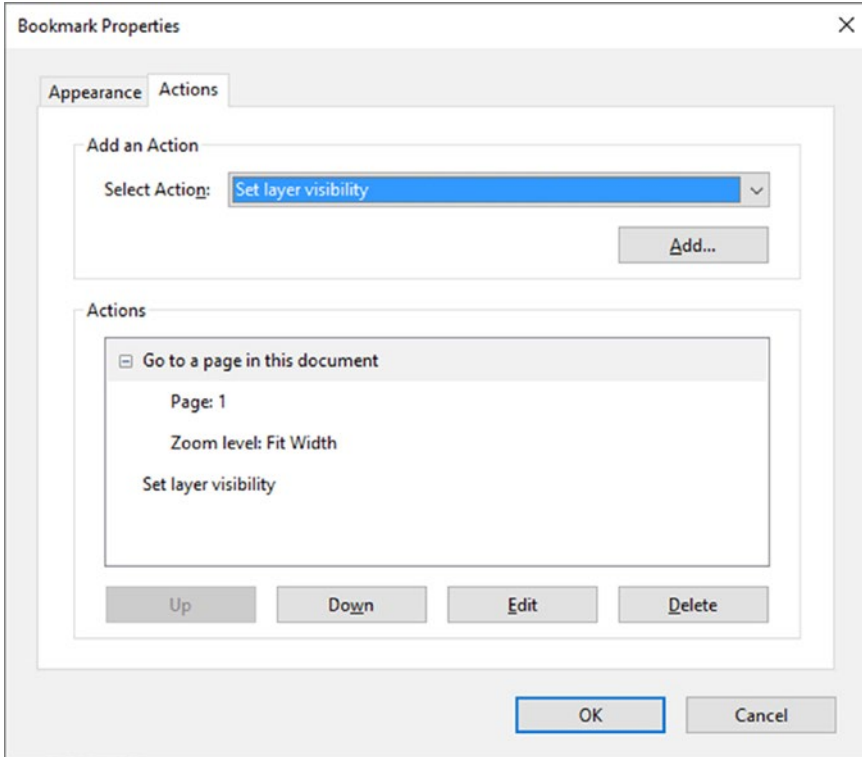 Bookmark Properties
Appearance Actions
Add an Action
Select Action: Set layer visibility
Add...
Actions
Go to a page in this document
Page: 1
Zoom level: Fit Width
Set layer visibility
Up Down Edit Delete
OK Cancel